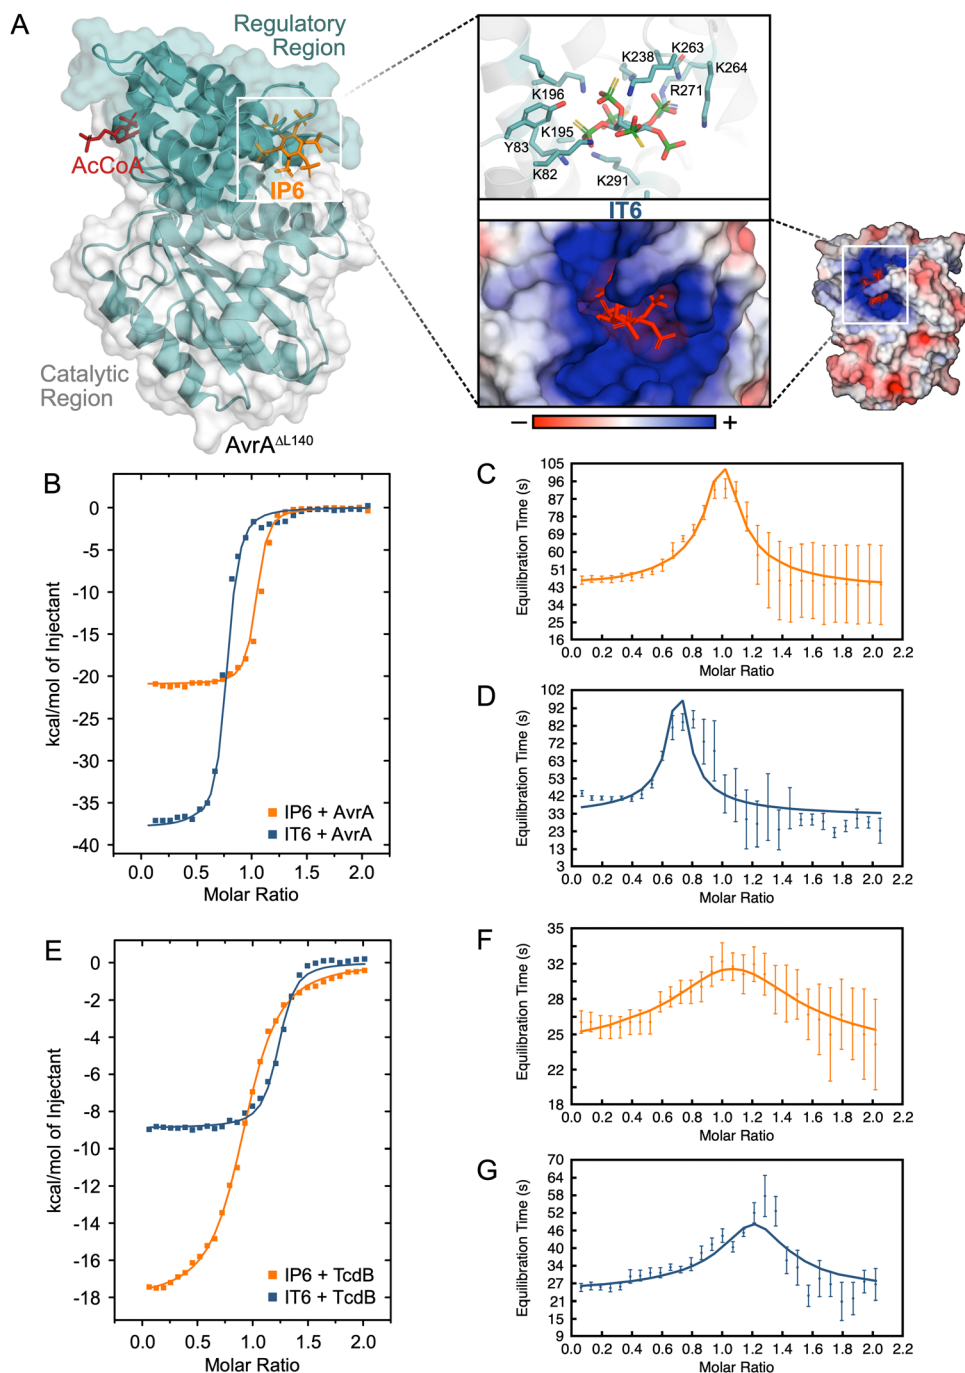 A
Regulatory
Region
AcCoA
IP6
Catalytic
Region
AvrA^ΔL140
K238
K263
K264
K196
R271
K195
Y83
K82
K291
IT6
−
+
B
kcal/mol of Injectant
0
-5
-10
-15
-20
-25
-30
-35
-40
IP6 + AvrA
IT6 + AvrA
0.0 0.5 1.0 1.5 2.0
Molar Ratio
C
Equilibration Time (s)
105
96
87
78
69
60
51
43
34
25
16
0.0 0.2 0.4 0.6 0.8 1.0 1.2 1.4 1.6 1.8 2.0 2.2
Molar Ratio
D
Equilibration Time (s)
102
92
82
72
63
53
43
33
23
13
3
0.0 0.2 0.4 0.6 0.8 1.0 1.2 1.4 1.6 1.8 2.0 2.2
Molar Ratio
E
kcal/mol of Injectant
0
-2
-4
-6
-8
-10
-12
-14
-16
-18
IP6 + TcdB
IT6 + TcdB
0.0 0.5 1.0 1.5 2.0
Molar Ratio
F
Equilibration Time (s)
35
32
28
25
22
18
0.0 0.2 0.4 0.6 0.8 1.0 1.2 1.4 1.6 1.8 2.0 2.2
Molar Ratio
G
Equilibration Time (s)
70
64
58
52
46
40
33
27
21
15
9
0.0 0.2 0.4 0.6 0.8 1.0 1.2 1.4 1.6 1.8 2.0 2.2
Molar Ratio